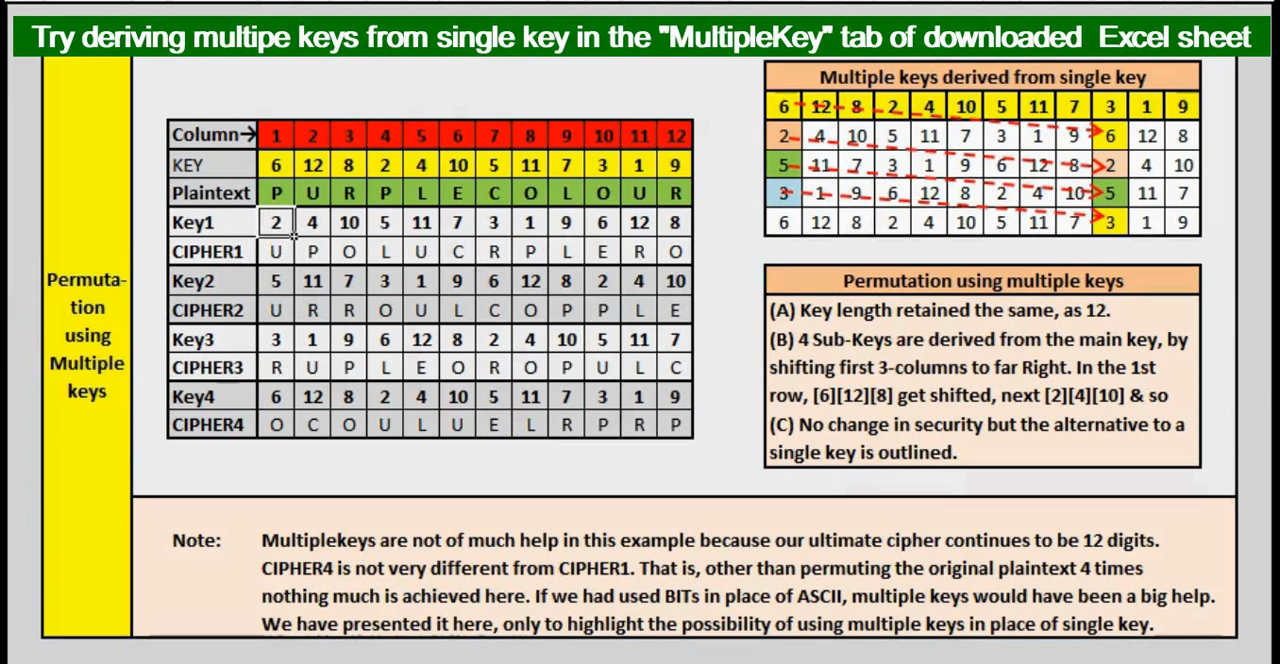 Try deriving multipe keys from single key in the "MultipleKey" tab of downloaded Excel sheet
Permuta-
tion
using
Multiple
keys
Column→ 1 2 3 4 5 6 7 8 9 10 11 12
KEY 6 12 8 2 4 10 5 11 7 3 1 9
Plaintext P U R P L E C O L O U R
Key1 2 4 10 5 11 7 3 1 9 6 12 8
CIPHER1 U P O L U C R P L E R O
Key2 5 11 7 3 1 9 6 12 8 2 4 10
CIPHER2 U R R O U L C O P P L E
Key3 3 1 9 6 12 8 2 4 10 5 11 7
CIPHER3 R U P L E O R O P U L C
Key4 6 12 8 2 4 10 5 11 7 3 1 9
CIPHER4 O C O U L U E L R P R P
Multiple keys derived from single key
6 12 8 2 4 10 5 11 7 3 1 9
2 4 10 5 11 7 3 1 9 6 12 8
5 11 7 3 1 9 6 12 8 2 4 10
3 1 9 6 12 8 2 4 10 5 11 7
6 12 8 2 4 10 5 11 7 3 1 9
Permutation using multiple keys
(A) Key length retained the same, as 12.
(B) 4 Sub-Keys are derived from the main key, by
shifting first 3-columns to far Right. In the 1st
row, [6][12][8] get shifted, next [2][4][10] & so
(C) No change in security but the alternative to a
single key is outlined.
Note: Multiplekeys are not of much help in this example because our ultimate cipher continues to be 12 digits.
CIPHER4 is not very different from CIPHER1. That is, other than permuting the original plaintext 4 times
nothing much is achieved here. If we had used BITs in place of ASCII, multiple keys would have been a big help.
We have presented it here, only to highlight the possibility of using multiple keys in place of single key.